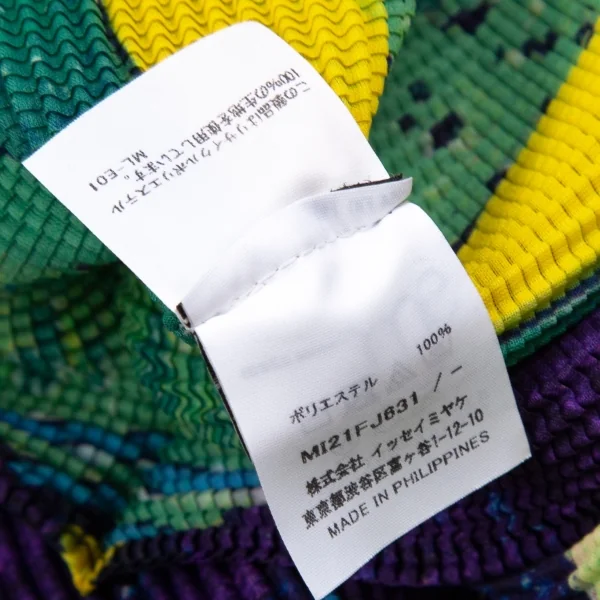 この製品はリサイクルポリエステル
100%の生地を使用しています。
ML-E01
ポリエステル 100%
MI21FJ631 / -
株式会社 イッセイミヤケ
東京都渋谷区富ヶ谷1-12-10
MADE IN PHILIPPINES